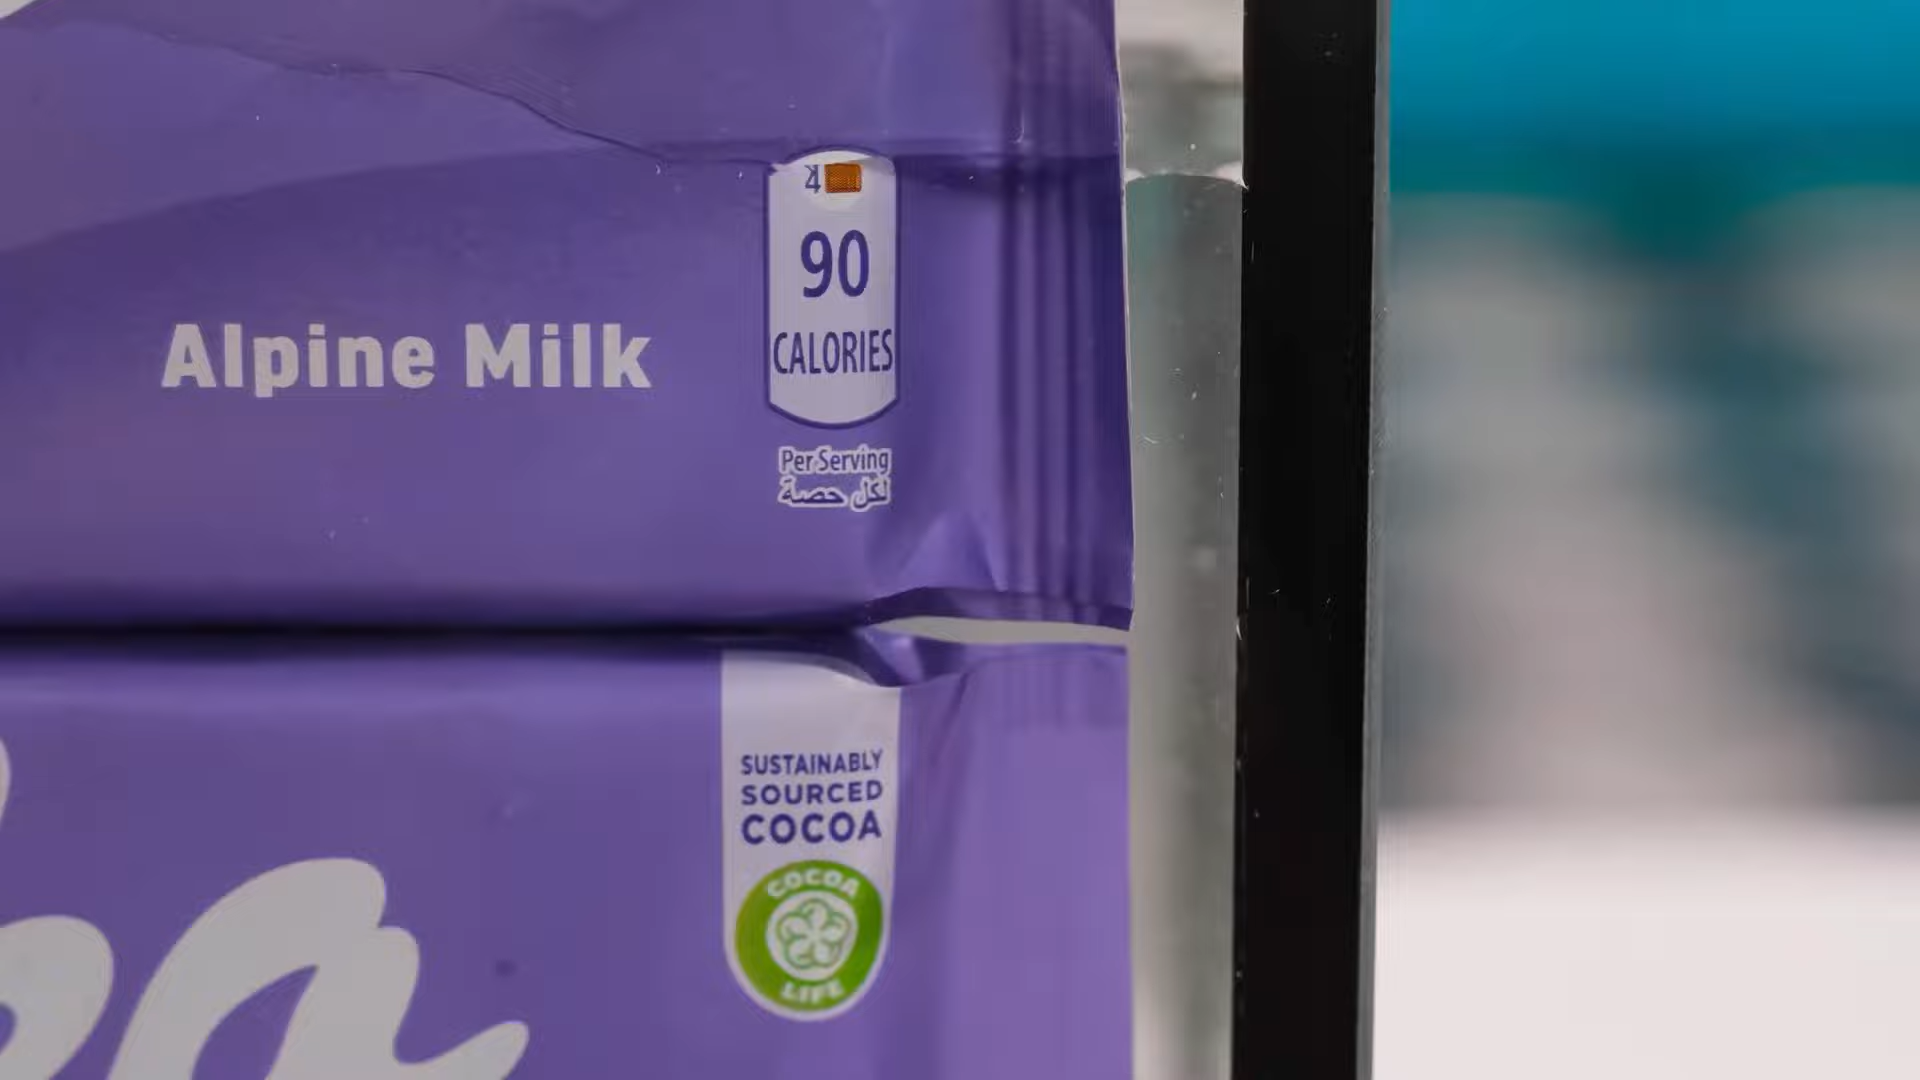 4
90
CALORIES
Alpine Milk
Per Serving
لكل حصة
SUSTAINABLY
SOURCED
COCOA
COCOA
LIFE